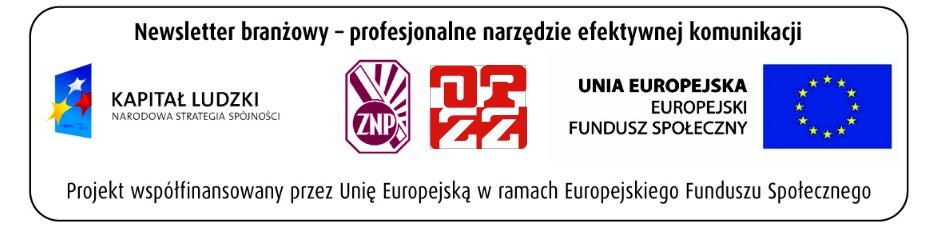 Newsletter branżowy – profesjonalne narzędzie efektywnej komunikacji
KAPITAŁ LUDZKI
NARODOWA STRATEGIA SPÓJNOŚCI
ZNP
OPZZ
UNIA EUROPEJSKA
EUROPEJSKI
FUNDUSZ SPOŁECZNY
Projekt współfinansowany przez Unię Europejską w ramach Europejskiego Funduszu Społecznego